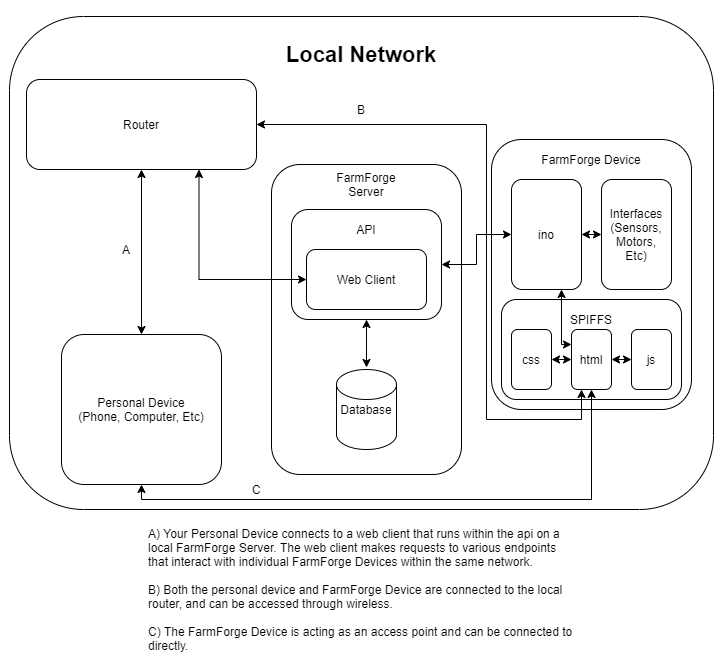 Local Network
Router
B
A
FarmForge
Server
API
Web Client
Database
FarmForge Device
ino
Interfaces
(Sensors,
Motors,
Etc)
SPIFFS
css
html
js
Personal Device
(Phone, Computer, Etc)
C
A) Your Personal Device connects to a web client that runs within the api on a
local FarmForge Server. The web client makes requests to various endpoints
that interact with individual FarmForge Devices within the same network.
B) Both the personal device and FarmForge Device are connected to the local
router, and can be accessed through wireless.
C) The FarmForge Device is acting as an access point and can be connected to
directly.